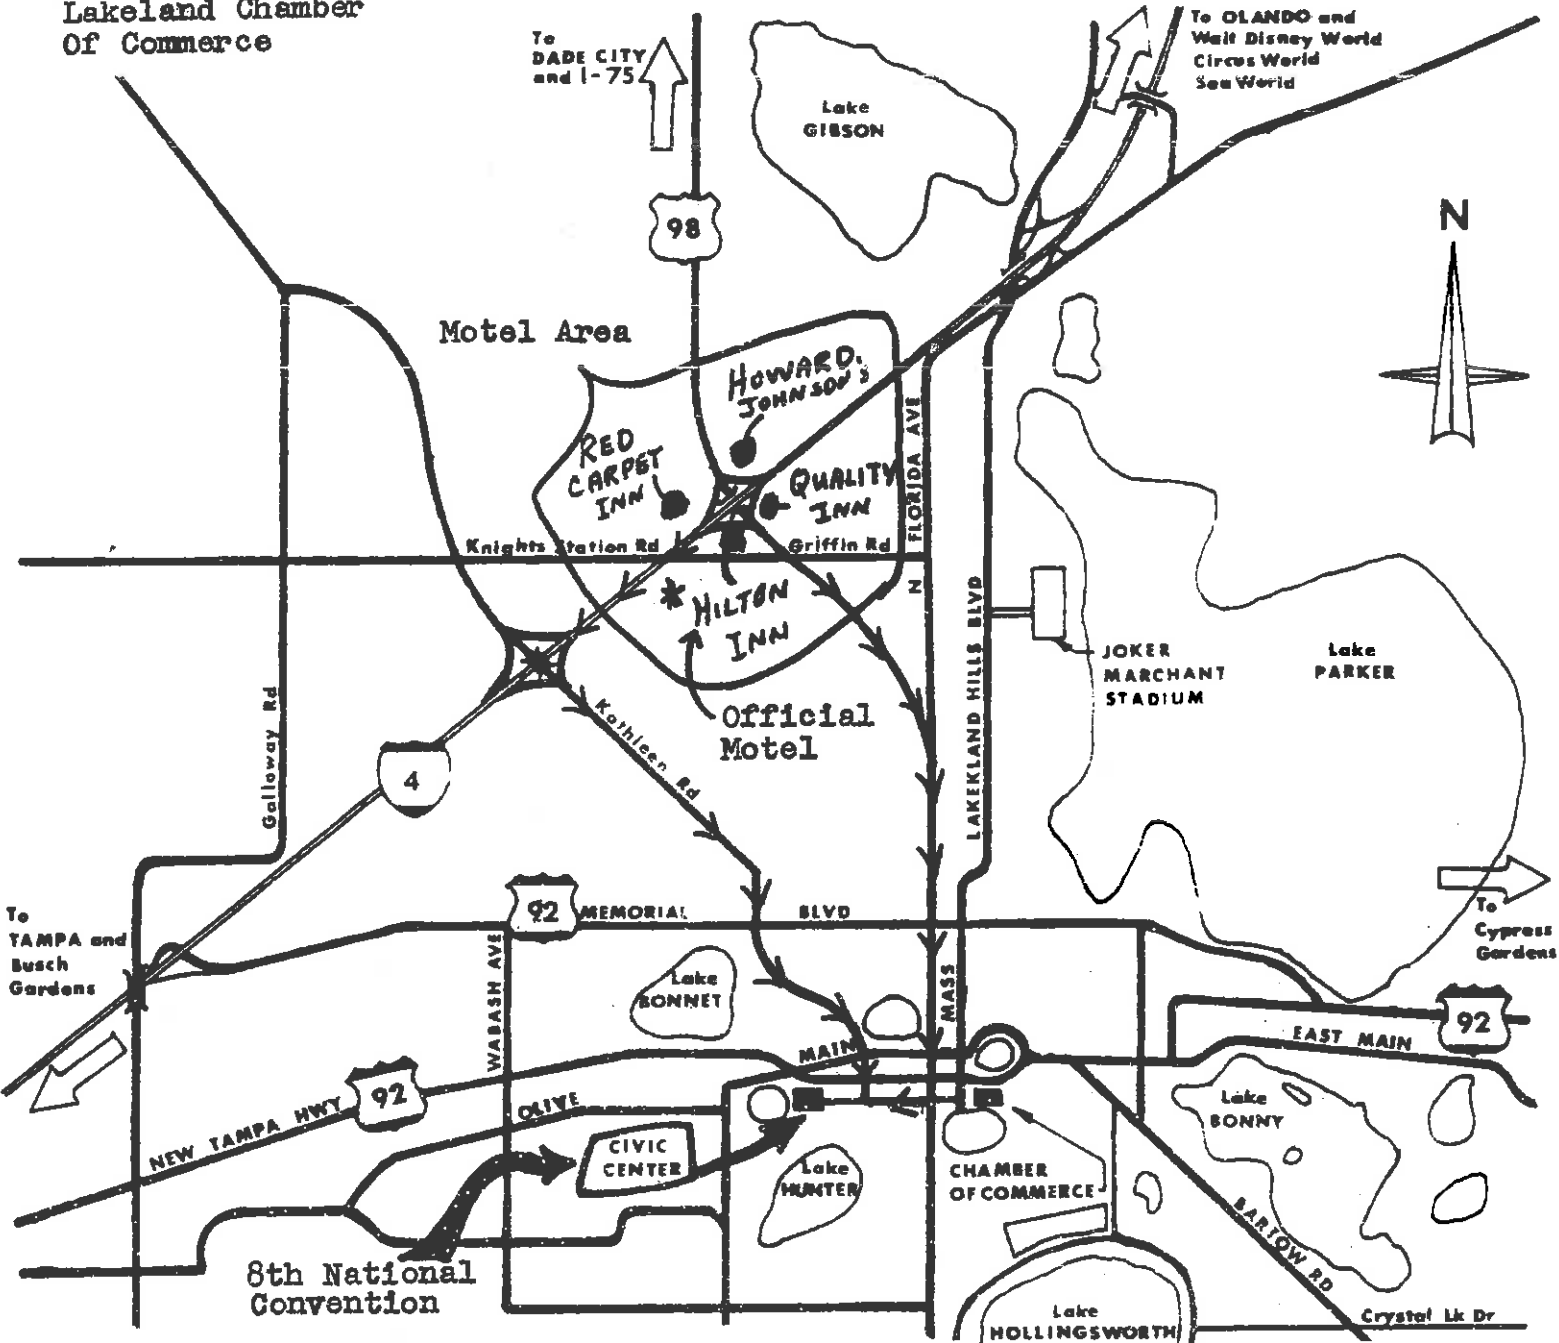 Lakeland Chamber
Of Commerce
To
DADE CITY
and I-75
Lake
GIBSON
To OLANDO and
Walt Disney World
Circus World
Sea World
98
N
Motel Area
HOWARD
JOHNSON'S
RED
CARPET
INN
QUALITY
INN
N FLORIDA AVE
Knights Station Rd
Griffin Rd
* HILTON
INN
LAKEKLAND HILLS BLVD
JOKER
MARCHANT
STADIUM
Lake
PARKER
Official
Motel
Kathleen Rd
Galloway Rd
4
To
TAMPA and
Busch
Gardens
92
MEMORIAL BLVD
To
Cypress
Gardens
WABASH AVE
Lake
BONNET
MASS
MAIN
92
EAST MAIN
92
NEW TAMPA HWY
OLIVE
CIVIC
CENTER
Lake
HUNTER
CHAMBER
OF COMMERCE
Lake
BONNY
BARTOW RD
8th National
Convention
Lake
HOLLINGSWORTH
Crystal Lk Dr